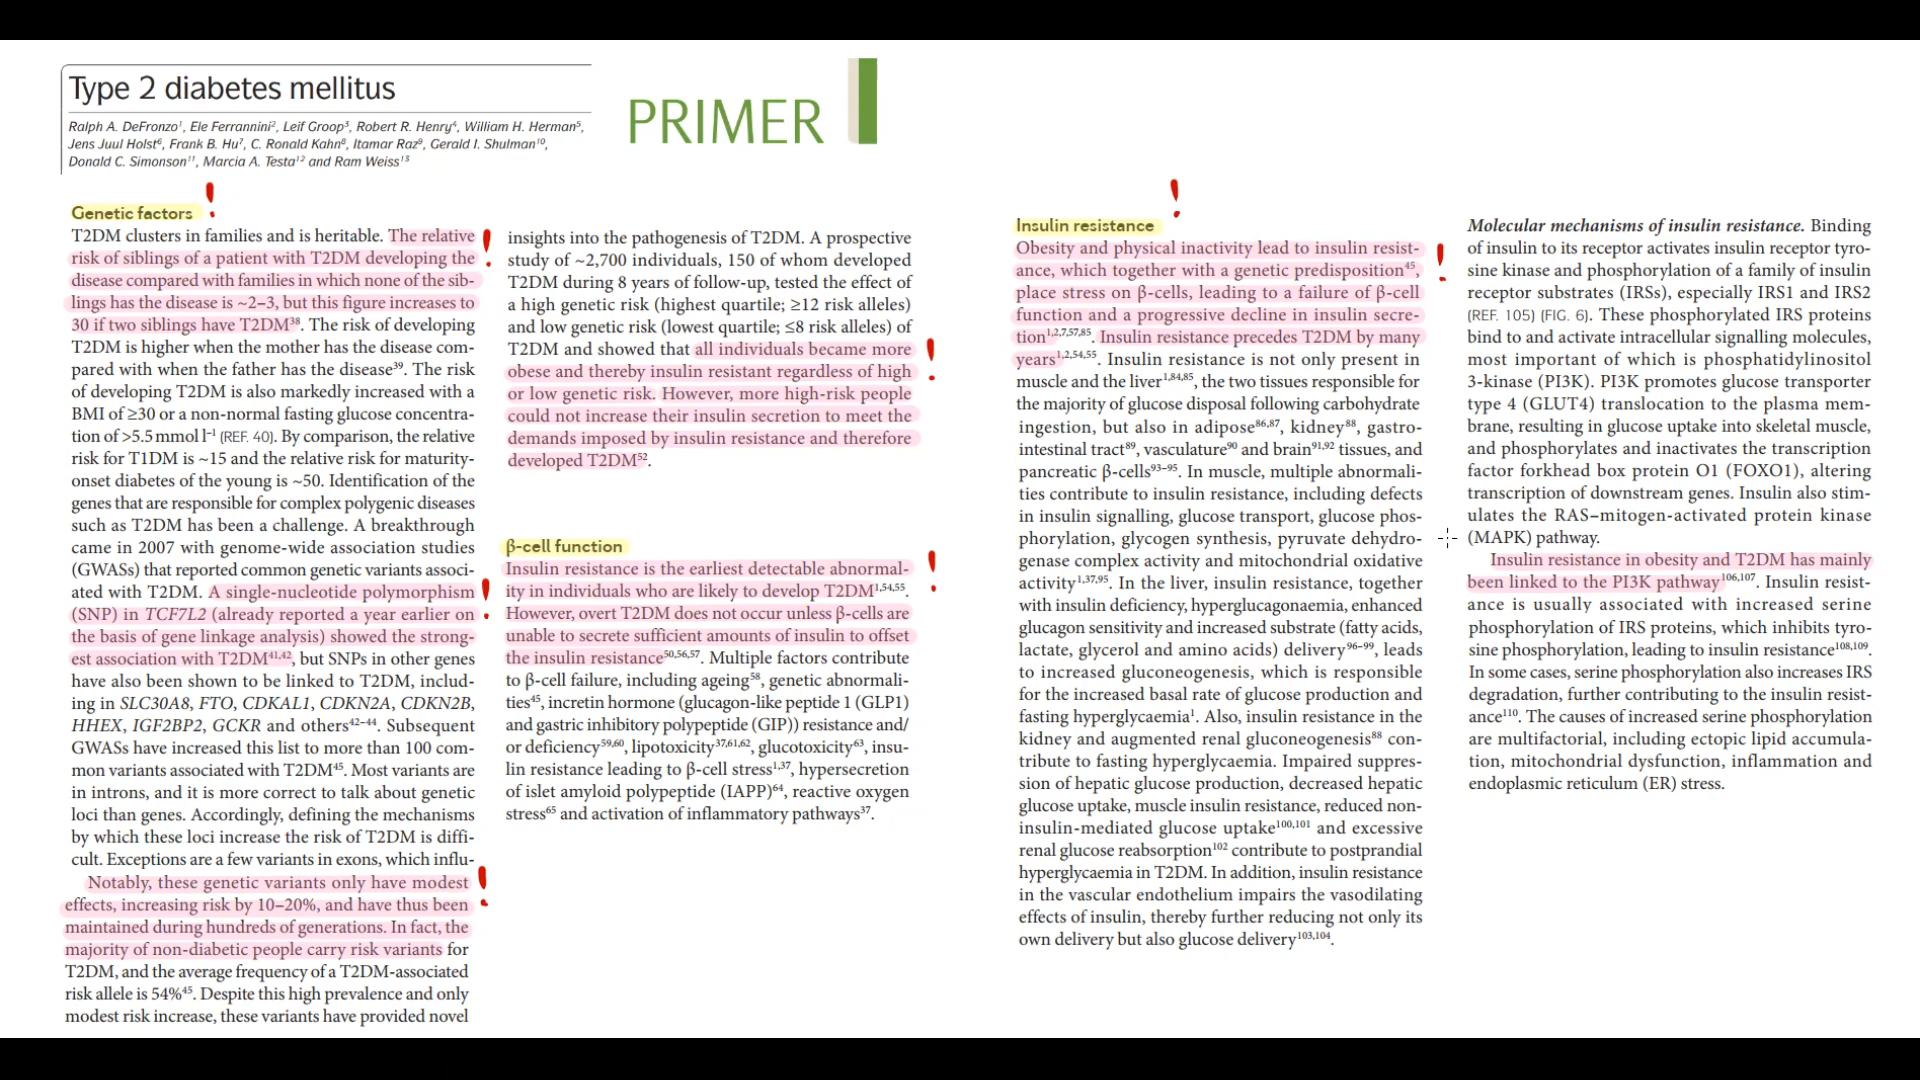 Type 2 diabetes mellitus
Ralph A. DeFronzo¹, Ele Ferrannini², Leif Groop³, Robert R. Henry⁴, William H. Herman⁵,
Jens Juul Holst⁶, Frank B. Hu⁷, C. Ronald Kahn⁸, Itamar Raz⁹, Gerald I. Shulman¹⁰,
Donald C. Simonson¹¹, Marcia A. Testa¹² and Ram Weiss¹³
PRIMER
Genetic factors
T2DM clusters in families and is heritable. The relative
risk of siblings of a patient with T2DM developing the
disease compared with families in which none of the sib-
lings has the disease is ~2–3, but this figure increases to
30 if two siblings have T2DM³⁸. The risk of developing
T2DM is higher when the mother has the disease com-
pared with when the father has the disease³⁹. The risk
of developing T2DM is also markedly increased with a
BMI of ≥30 or a non-normal fasting glucose concentra-
tion of >5.5 mmol l⁻¹ (REF. 40). By comparison, the relative
risk for T1DM is ~15 and the relative risk for maturity-
onset diabetes of the young is ~50. Identification of the
genes that are responsible for complex polygenic diseases
such as T2DM has been a challenge. A breakthrough
came in 2007 with genome-wide association studies
(GWASs) that reported common genetic variants associ-
ated with T2DM. A single-nucleotide polymorphism
(SNP) in TCF7L2 (already reported a year earlier on
the basis of gene linkage analysis) showed the strong-
est association with T2DM⁴¹,⁴², but SNPs in other genes
have also been shown to be linked to T2DM, includ-
ing in SLC30A8, FTO, CDKAL1, CDKN2A, CDKN2B,
HHEX, IGF2BP2, GCKR and others⁴²⁻⁴⁴. Subsequent
GWASs have increased this list to more than 100 com-
mon variants associated with T2DM⁴⁵. Most variants are
in introns, and it is more correct to talk about genetic
loci than genes. Accordingly, defining the mechanisms
by which these loci increase the risk of T2DM is diffi-
cult. Exceptions are a few variants in exons, which influ-
Notably, these genetic variants only have modest
effects, increasing risk by 10–20%, and have thus been
maintained during hundreds of generations. In fact, the
majority of non-diabetic people carry risk variants for
T2DM, and the average frequency of a T2DM-associated
risk allele is 54%⁴⁵. Despite this high prevalence and only
modest risk increase, these variants have provided novel
insights into the pathogenesis of T2DM. A prospective
study of ~2,700 individuals, 150 of whom developed
T2DM during 8 years of follow-up, tested the effect of
a high genetic risk (highest quartile; ≥12 risk alleles)
and low genetic risk (lowest quartile; ≤8 risk alleles) of
T2DM and showed that all individuals became more
obese and thereby insulin resistant regardless of high
or low genetic risk. However, more high-risk people
could not increase their insulin secretion to meet the
demands imposed by insulin resistance and therefore
developed T2DM⁵².
β-cell function
Insulin resistance is the earliest detectable abnormal-
ity in individuals who are likely to develop T2DM¹,⁵⁴,⁵⁵.
However, overt T2DM does not occur unless β-cells are
unable to secrete sufficient amounts of insulin to offset
the insulin resistance⁵⁰,⁵⁶,⁵⁷. Multiple factors contribute
to β-cell failure, including ageing⁵⁸, genetic abnormali-
ties⁴⁵, incretin hormone (glucagon-like peptide 1 (GLP1)
and gastric inhibitory polypeptide (GIP)) resistance and/
or deficiency⁵⁹,⁶⁰, lipotoxicity³⁷,⁶¹,⁶², glucotoxicity⁶³, insu-
lin resistance leading to β-cell stress¹,³⁷, hypersecretion
of islet amyloid polypeptide (IAPP)⁶⁴, reactive oxygen
stress⁶⁵ and activation of inflammatory pathways³⁷.
Insulin resistance
Obesity and physical inactivity lead to insulin resist-
ance, which together with a genetic predisposition⁴⁵,
place stress on β-cells, leading to a failure of β-cell
function and a progressive decline in insulin secre-
tion¹,²,⁷,⁵⁷,⁸⁵. Insulin resistance precedes T2DM by many
years¹,²,⁵⁴,⁵⁵. Insulin resistance is not only present in
muscle and the liver¹,⁸⁴,⁸⁵, the two tissues responsible for
the majority of glucose disposal following carbohydrate
ingestion, but also in adipose⁸⁶,⁸⁷, kidney⁸⁸, gastro-
intestinal tract⁸⁹, vasculature⁹⁰ and brain⁹¹,⁹² tissues, and
pancreatic β-cells⁹³⁻⁹⁵. In muscle, multiple abnormali-
ties contribute to insulin resistance, including defects
in insulin signalling, glucose transport, glucose phos-
phorylation, glycogen synthesis, pyruvate dehydro-
genase complex activity and mitochondrial oxidative
activity¹,³⁷,⁹⁵. In the liver, insulin resistance, together
with insulin deficiency, hyperglucagonaemia, enhanced
glucagon sensitivity and increased substrate (fatty acids,
lactate, glycerol and amino acids) delivery⁹⁶⁻⁹⁹, leads
to increased gluconeogenesis, which is responsible
for the increased basal rate of glucose production and
fasting hyperglycaemia¹. Also, insulin resistance in the
kidney and augmented renal gluconeogenesis⁸⁸ con-
tribute to fasting hyperglycaemia. Impaired suppres-
sion of hepatic glucose production, decreased hepatic
glucose uptake, muscle insulin resistance, reduced non-
insulin-mediated glucose uptake¹⁰⁰,¹⁰¹ and excessive
renal glucose reabsorption¹⁰² contribute to postprandial
hyperglycaemia in T2DM. In addition, insulin resistance
in the vascular endothelium impairs the vasodilating
effects of insulin, thereby further reducing not only its
own delivery but also glucose delivery¹⁰³,¹⁰⁴.
Molecular mechanisms of insulin resistance. Binding
of insulin to its receptor activates insulin receptor tyro-
sine kinase and phosphorylation of a family of insulin
receptor substrates (IRSs), especially IRS1 and IRS2
(REF. 105) (FIG. 6). These phosphorylated IRS proteins
bind to and activate intracellular signalling molecules,
most important of which is phosphatidylinositol
3-kinase (PI3K). PI3K promotes glucose transporter
type 4 (GLUT4) translocation to the plasma mem-
brane, resulting in glucose uptake into skeletal muscle,
and phosphorylates and inactivates the transcription
factor forkhead box protein O1 (FOXO1), altering
transcription of downstream genes. Insulin also stim-
ulates the RAS–mitogen-activated protein kinase
(MAPK) pathway.
Insulin resistance in obesity and T2DM has mainly
been linked to the PI3K pathway¹⁰⁶,¹⁰⁷. Insulin resist-
ance is usually associated with increased serine
phosphorylation of IRS proteins, which inhibits tyro-
sine phosphorylation, leading to insulin resistance¹⁰⁸,¹⁰⁹.
In some cases, serine phosphorylation also increases IRS
degradation, further contributing to the insulin resist-
ance¹¹⁰. The causes of increased serine phosphorylation
are multifactorial, including ectopic lipid accumula-
tion, mitochondrial dysfunction, inflammation and
endoplasmic reticulum (ER) stress.